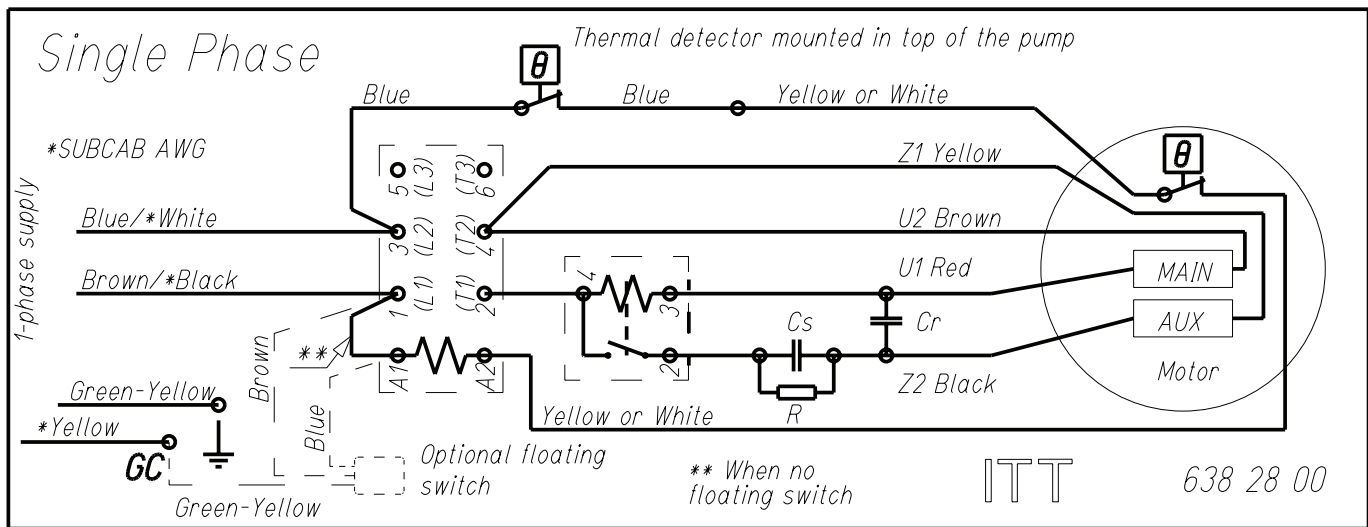 Single Phase
Thermal detector mounted in top of the pump
θ
Blue
Blue
Yellow or White
*SUBCAB AWG
Z1 Yellow
θ
5
(L3)
(T3)
6
1-phase supply
Blue/*White
3
(L2)
(T2)
4
U2 Brown
Brown/*Black
1
(L1)
(T1)
2
4
3
U1 Red
MAIN
Cs
Cr
AUX
**
Brown
A1
A2
2
Z2 Black
Motor
Green-Yellow
Blue
R
Yellow or White
*Yellow
GC
Optional floating
switch
Green-Yellow
** When no
floating switch
ITT
638 28 00